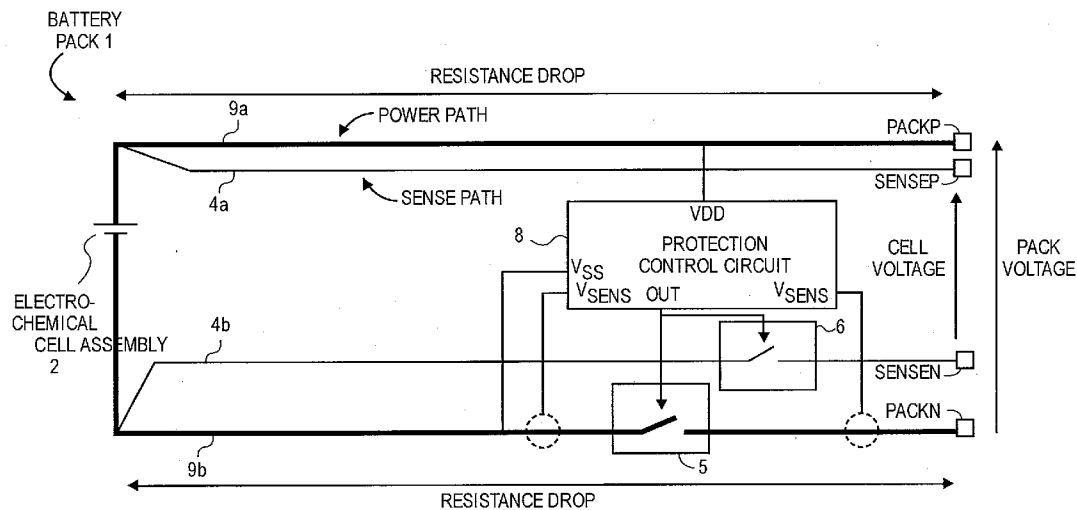 BATTERY
PACK 1
RESISTANCE DROP
9a
POWER PATH
PACKP
SENSEP
4a
SENSE PATH
VDD
8
PROTECTION
CONTROL CIRCUIT
VSS
VSENS
OUT
VSENS
CELL
VOLTAGE
PACK
VOLTAGE
ELECTRO-
CHEMICAL
CELL ASSEMBLY
2
4b
6
SENSEN
PACKN
9b
5
RESISTANCE DROP